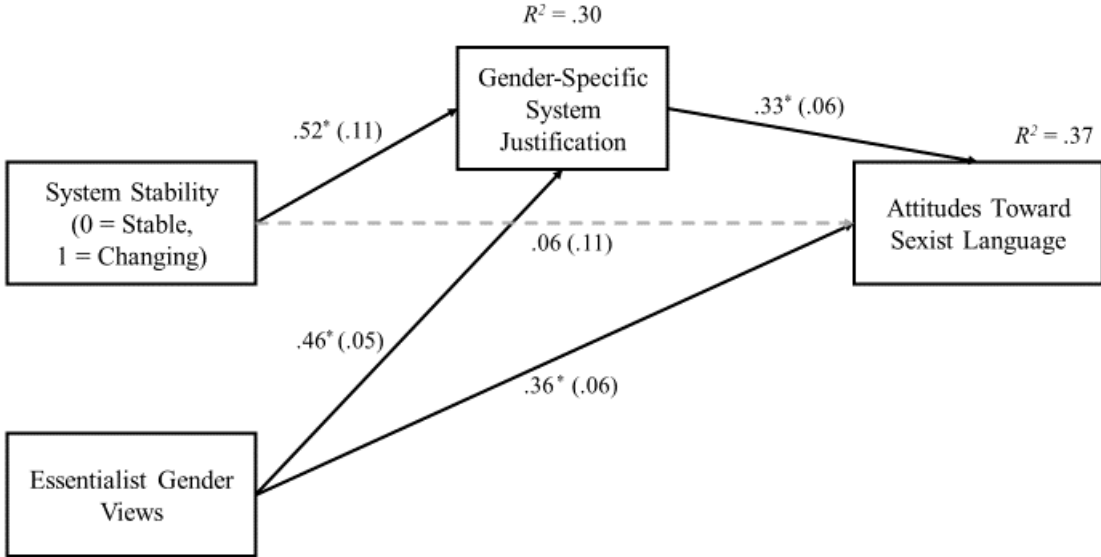 R² = .30
Gender-Specific
System
Justification
.52* (.11)
.33* (.06)
R² = .37
System Stability
(0 = Stable,
1 = Changing)
Attitudes Toward
Sexist Language
.06 (.11)
.46* (.05)
.36* (.06)
Essentialist Gender
Views